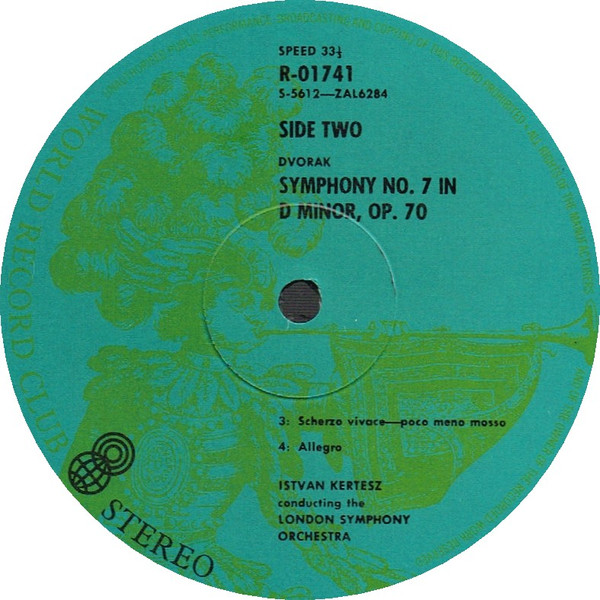 SPEED 33⅓
R-01741
S-5612—ZAL6284
SIDE TWO
DVORAK
SYMPHONY NO. 7 IN
D MINOR, OP. 70
3: Scherzo vivace—poco meno mosso
4: Allegro
ISTVAN KERTESZ
conducting the
LONDON SYMPHONY
ORCHESTRA
WORLD RECORD CLUB
STEREO